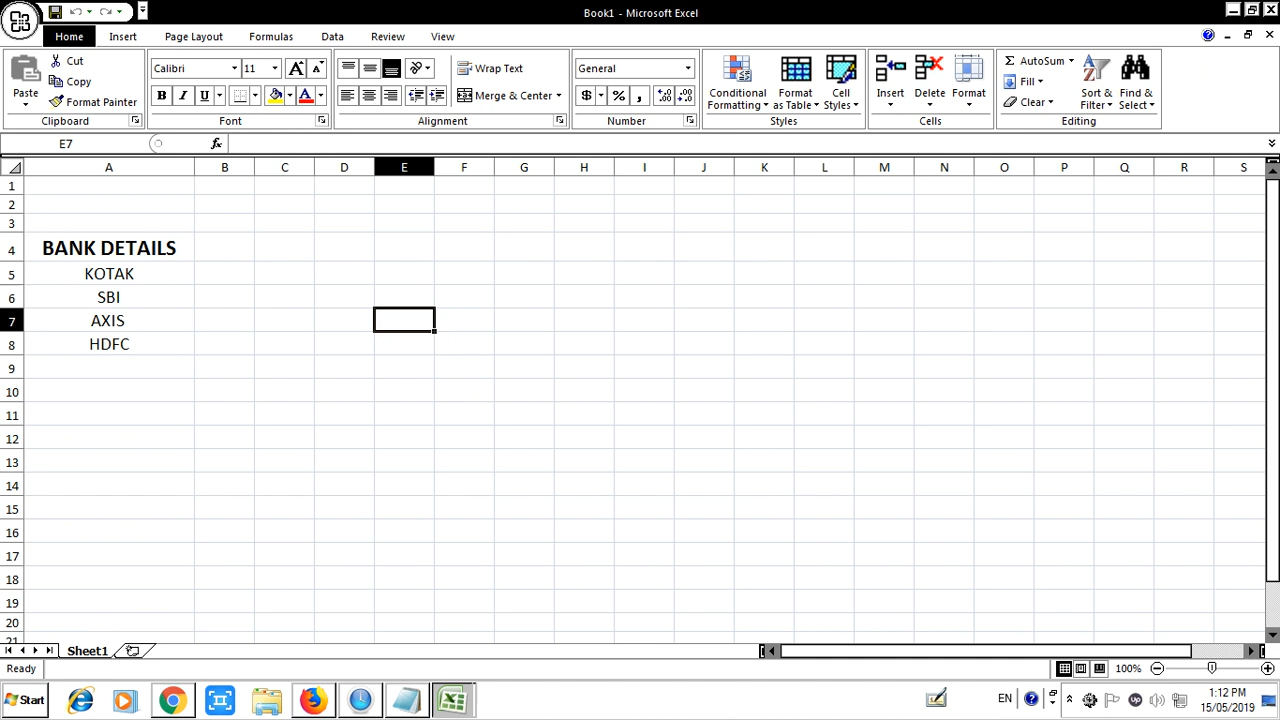 Book1 - Microsoft Excel
Home Insert Page Layout Formulas Data Review View
Paste
Cut
Copy
Format Painter
Clipboard
Calibri 11
B I U A
Font
Wrap Text
Merge & Center
Alignment
General
$ % ,
Number
Conditional Formatting
Format as Table
Cell Styles
Styles
Insert Delete Format
Cells
Σ AutoSum
Fill
Clear
Sort & Filter
Find & Select
Editing
E7 fx
A B C D E F G H I J K L M N O P Q R S
1
2
3
4 BANK DETAILS
5 KOTAK
6 SBI
7 AXIS
8 HDFC
9
10
11
12
13
14
15
16
17
18
19
20
21
Sheet1
Ready 100%
Start EN 1:12 PM
15/05/2019